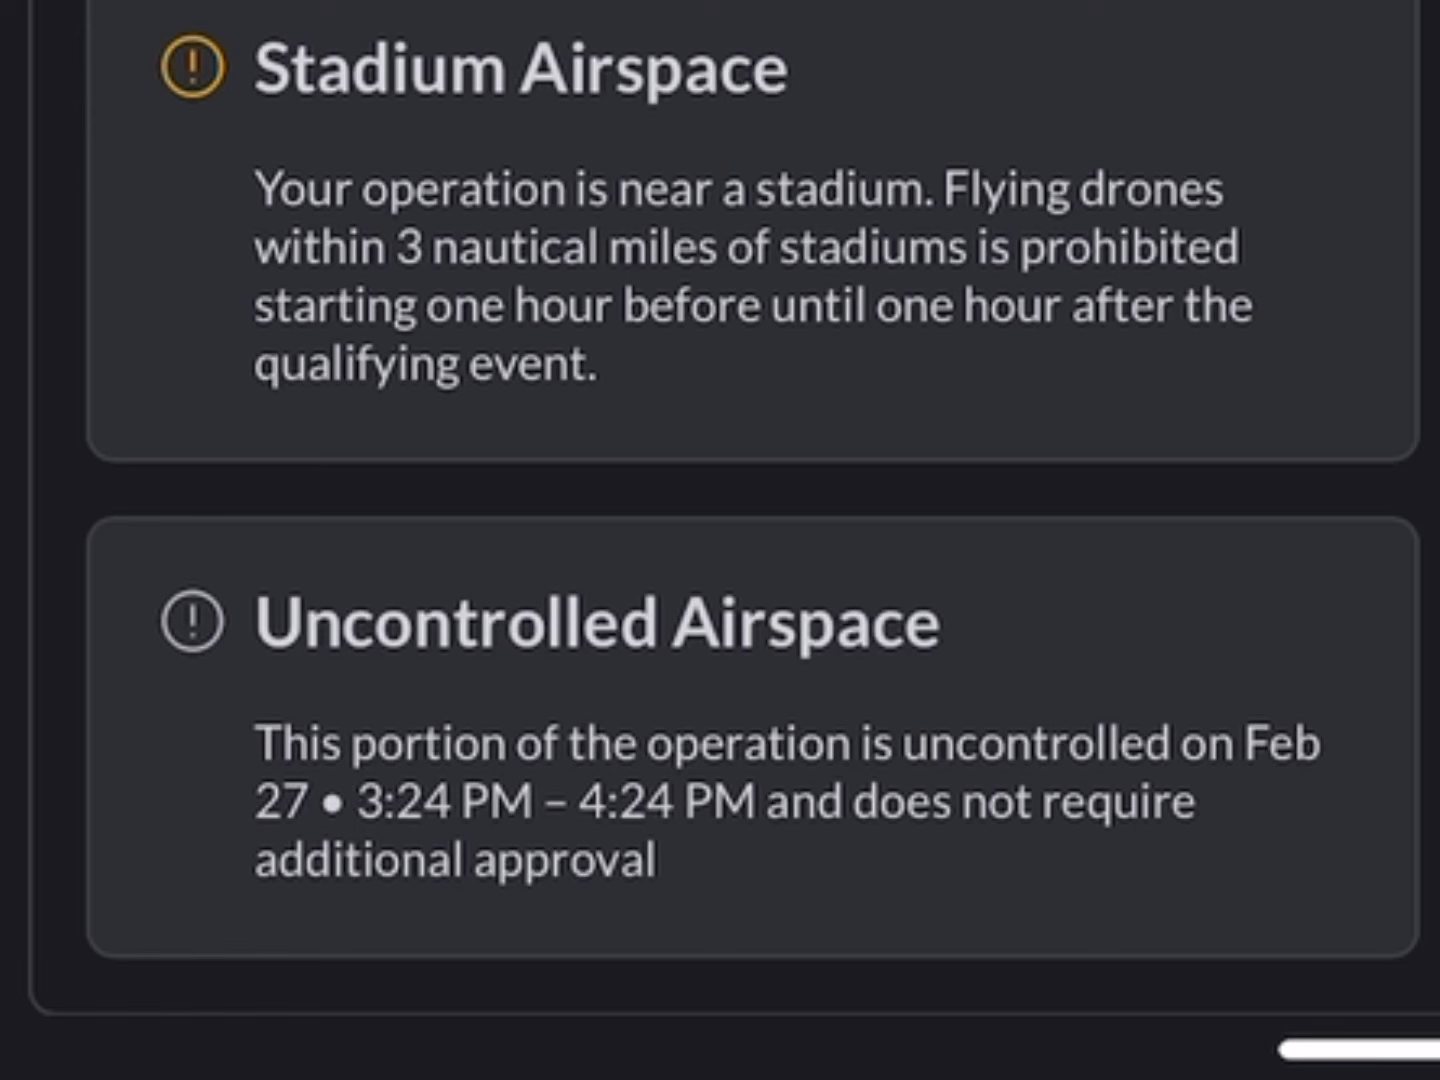 Stadium Airspace
Your operation is near a stadium. Flying drones
within 3 nautical miles of stadiums is prohibited
starting one hour before until one hour after the
qualifying event.
Uncontrolled Airspace
This portion of the operation is uncontrolled on Feb
27 • 3:24 PM – 4:24 PM and does not require
additional approval